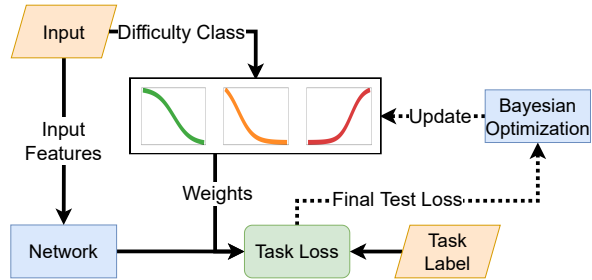 Input
Difficulty Class
Input
Features
Update
Bayesian
Optimization
Weights
Final Test Loss
Network
Task Loss
Task
Label